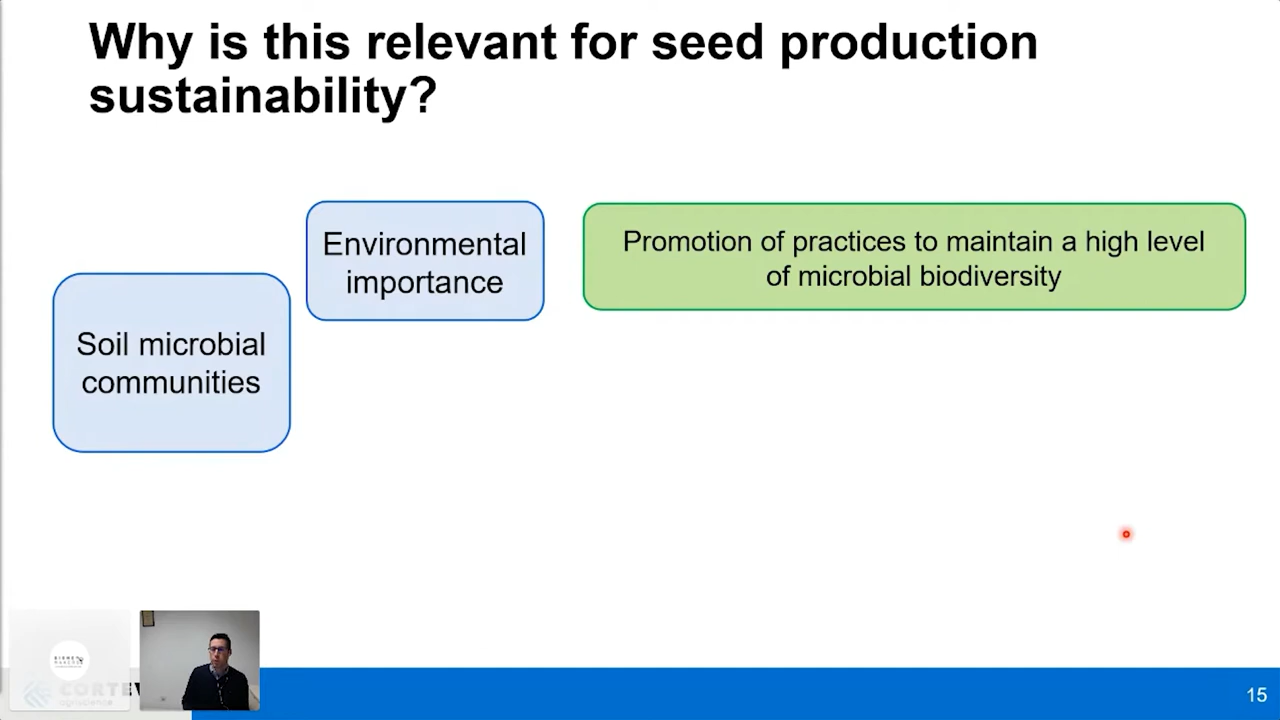 Why is this relevant for seed production
sustainability?
Environmental
importance
Promotion of practices to maintain a high level
of microbial biodiversity
Soil microbial
communities
CORTEV
15